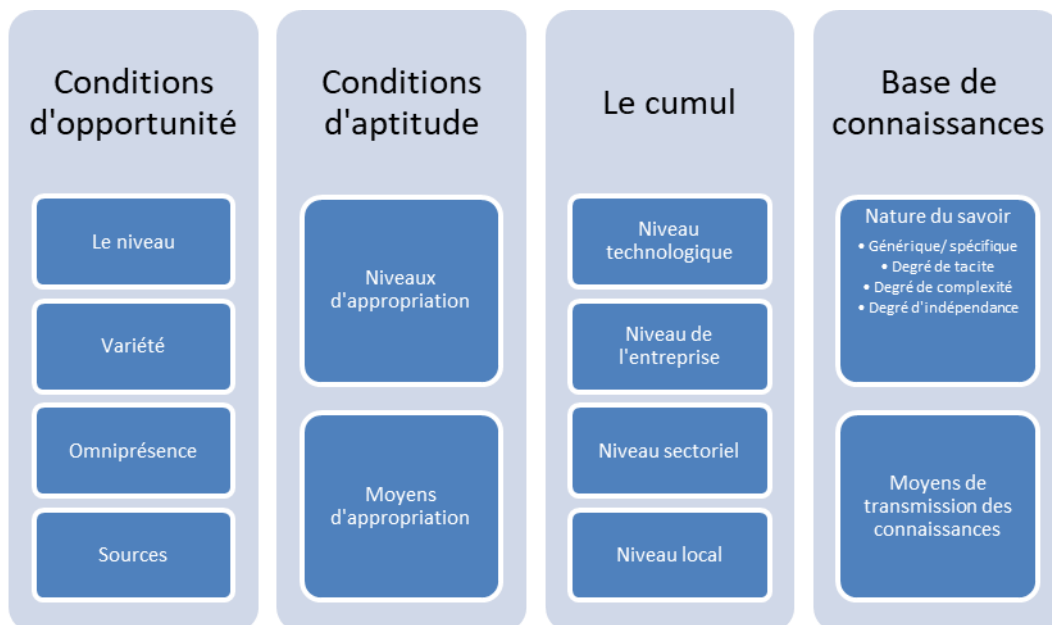 Conditions
d'opportunité
Le niveau
Variété
Omniprésence
Sources
Conditions
d'aptitude
Niveaux
d'appropriation
Moyens
d'appropriation
Le cumul
Niveau
technologique
Niveau de
l'entreprise
Niveau sectoriel
Niveau local
Base de
connaissances
Nature du savoir
• Générique/ spécifique
• Degré de tacite
• Degré de complexité
• Degré d'indépendance
Moyens de
transmission des
connaissances